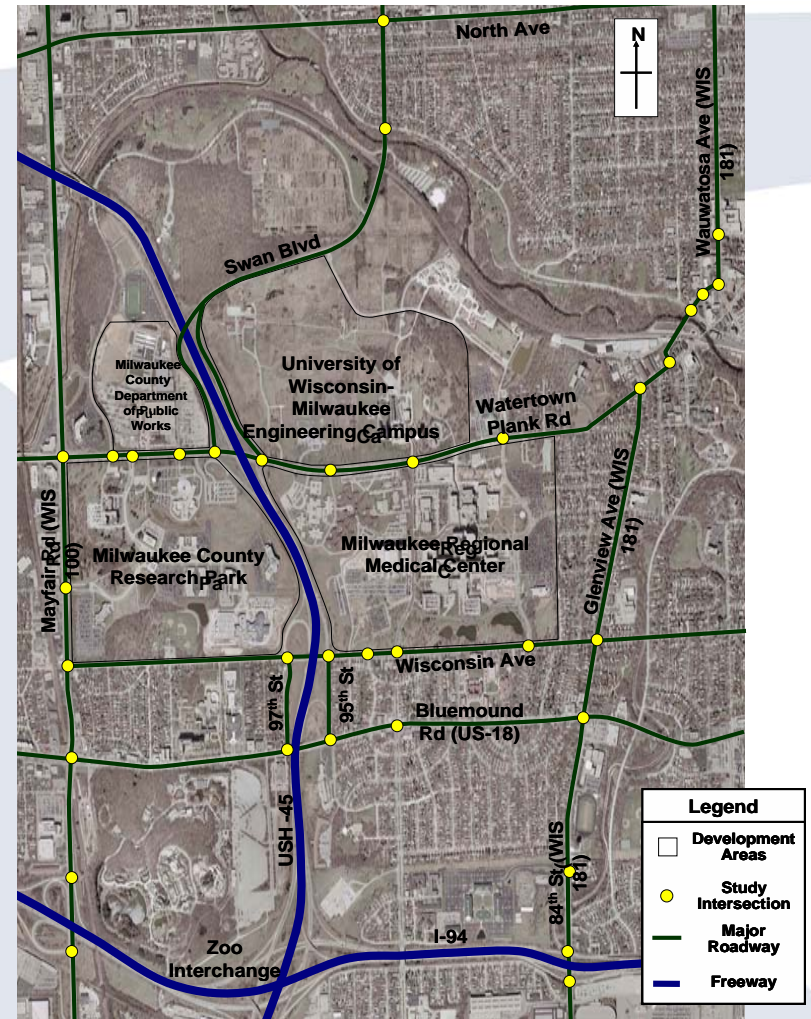 North Ave
N
Wauwatosa Ave (WIS
181)
Swan Blvd
Milwaukee
County
Department
of Public
Works
University of
Wisconsin-
Milwaukee
Engineering Campus
Watertown
Plank Rd
Mayfair Rd (WIS
100)
Milwaukee County
Research Park
Milwaukee Regional
Medical Center
Glenview Ave (WIS
181)
Wisconsin Ave
97th St
95th St
Bluemound
Rd (US-18)
USH -45
84th St (WIS
181)
Zoo
Interchange
I-94
Legend
Development
Areas
Study
Intersection
Major
Roadway
Freeway